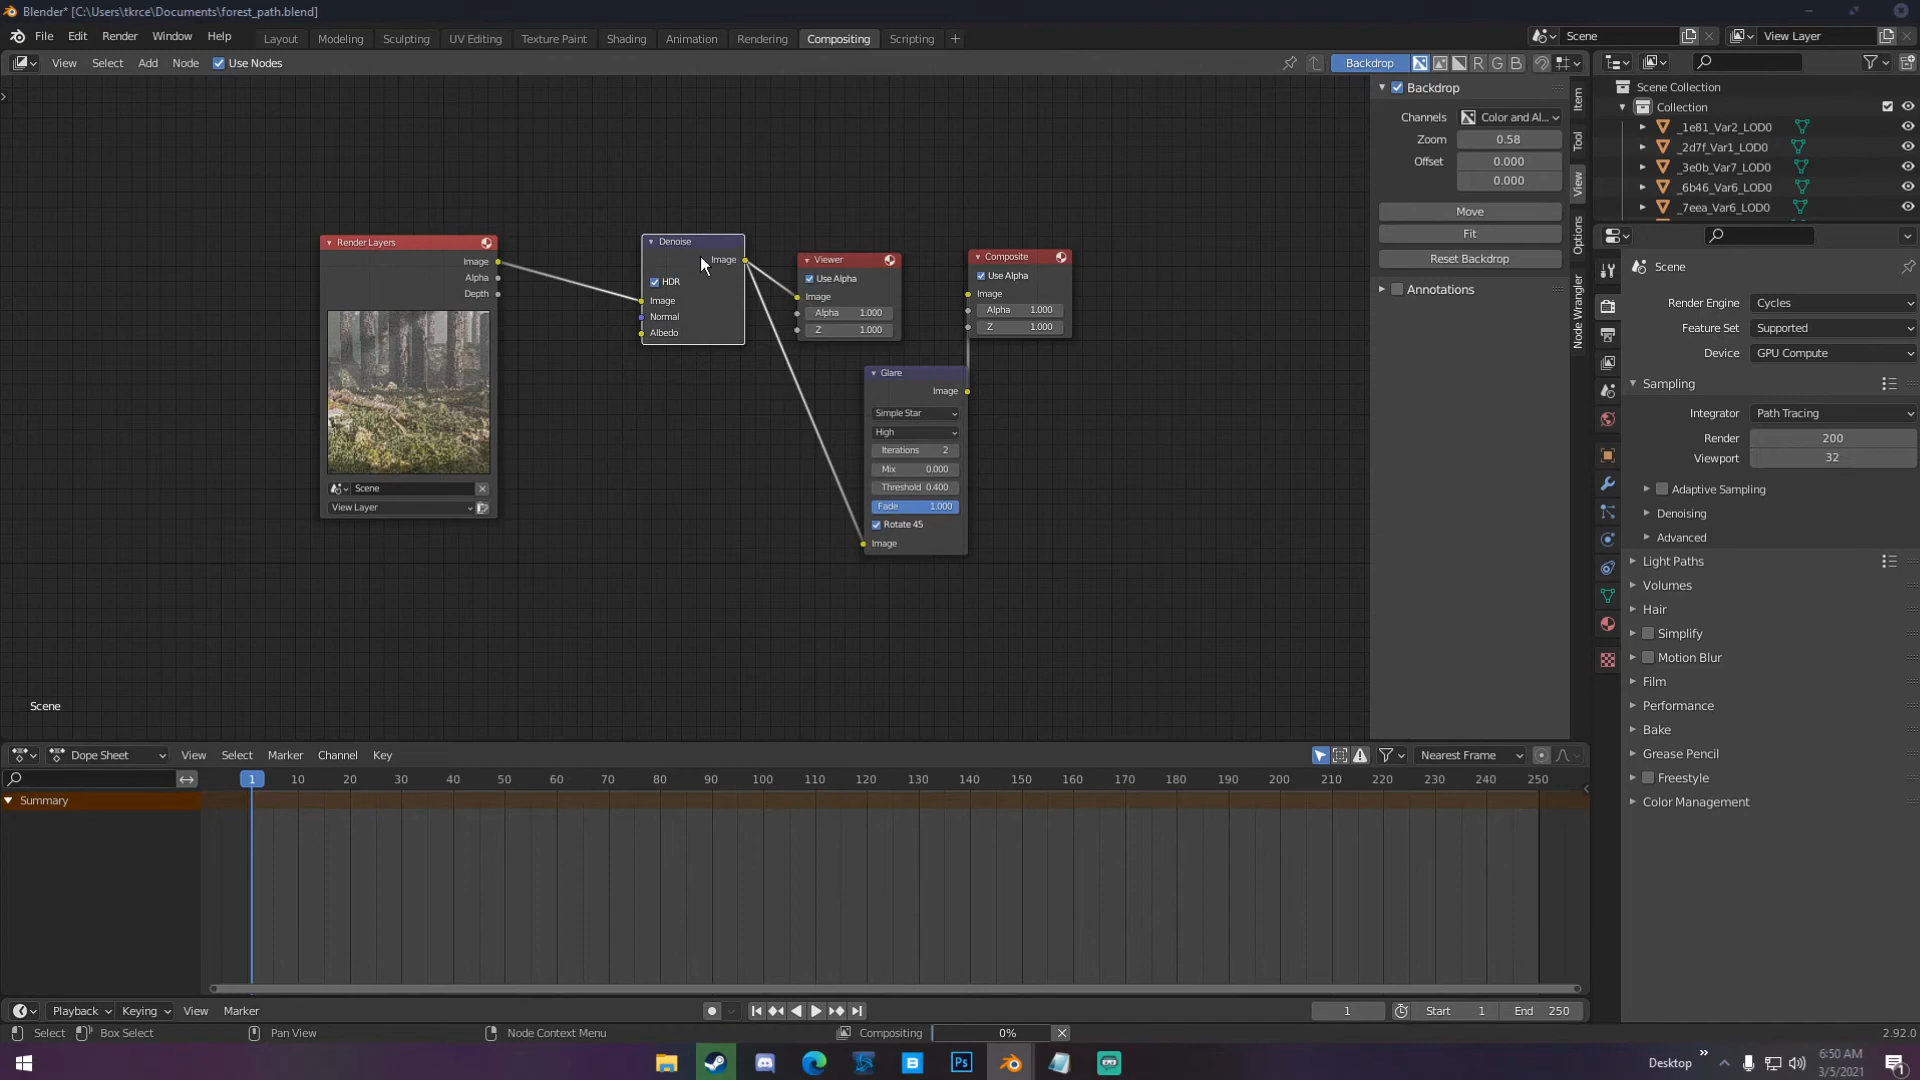 Blender* [C:\Users\tkrce\Documents\forest_path.blend]
File Edit Render Window Help Layout Modeling Sculpting UV Editing Texture Paint Shading Animation Rendering Compositing Scripting Scene View Layer
View Select Add Node Use Nodes Backdrop R G B
Backdrop
Channels Color and Al...
Zoom 0.58
Offset 0.000
0.000
Move
Fit
Reset Backdrop
Annotations
Item
Tool
View
Options
Node Wrangler
Scene Collection
Collection
_1e81_Var2_LOD0
_2d7f_Var1_LOD0
_3e0b_Var7_LOD0
_6b46_Var6_LOD0
_7eea_Var6_LOD0
Scene
Render Engine Cycles
Feature Set Supported
Device GPU Compute
Sampling
Integrator Path Tracing
Render 200
Viewport 32
Adaptive Sampling
Denoising
Advanced
Light Paths
Volumes
Hair
Simplify
Motion Blur
Film
Performance
Bake
Grease Pencil
Freestyle
Color Management
Render Layers
Image
Alpha
Depth
Scene
View Layer
Denoise
Image
HDR
Image
Normal
Albedo
Viewer
Use Alpha
Image
Alpha 1.000
Z 1.000
Composite
Use Alpha
Image
Alpha 1.000
Z 1.000
Glare
Image
Simple Star
High
Iterations 2
Mix 0.000
Threshold 0.400
Fade 1.000
Rotate 45
Image
Scene
Dope Sheet View Select Marker Channel Key Nearest Frame
1 10 20 30 40 50 60 70 80 90 100 110 120 130 140 150 160 170 180 190 200 210 220 230 240 250
Summary
Playback Keying View Marker 1 Start 1 End 250
Select Box Select Pan View Node Context Menu Compositing 0% 2.92.0
Desktop 6:50 AM
3/5/2021